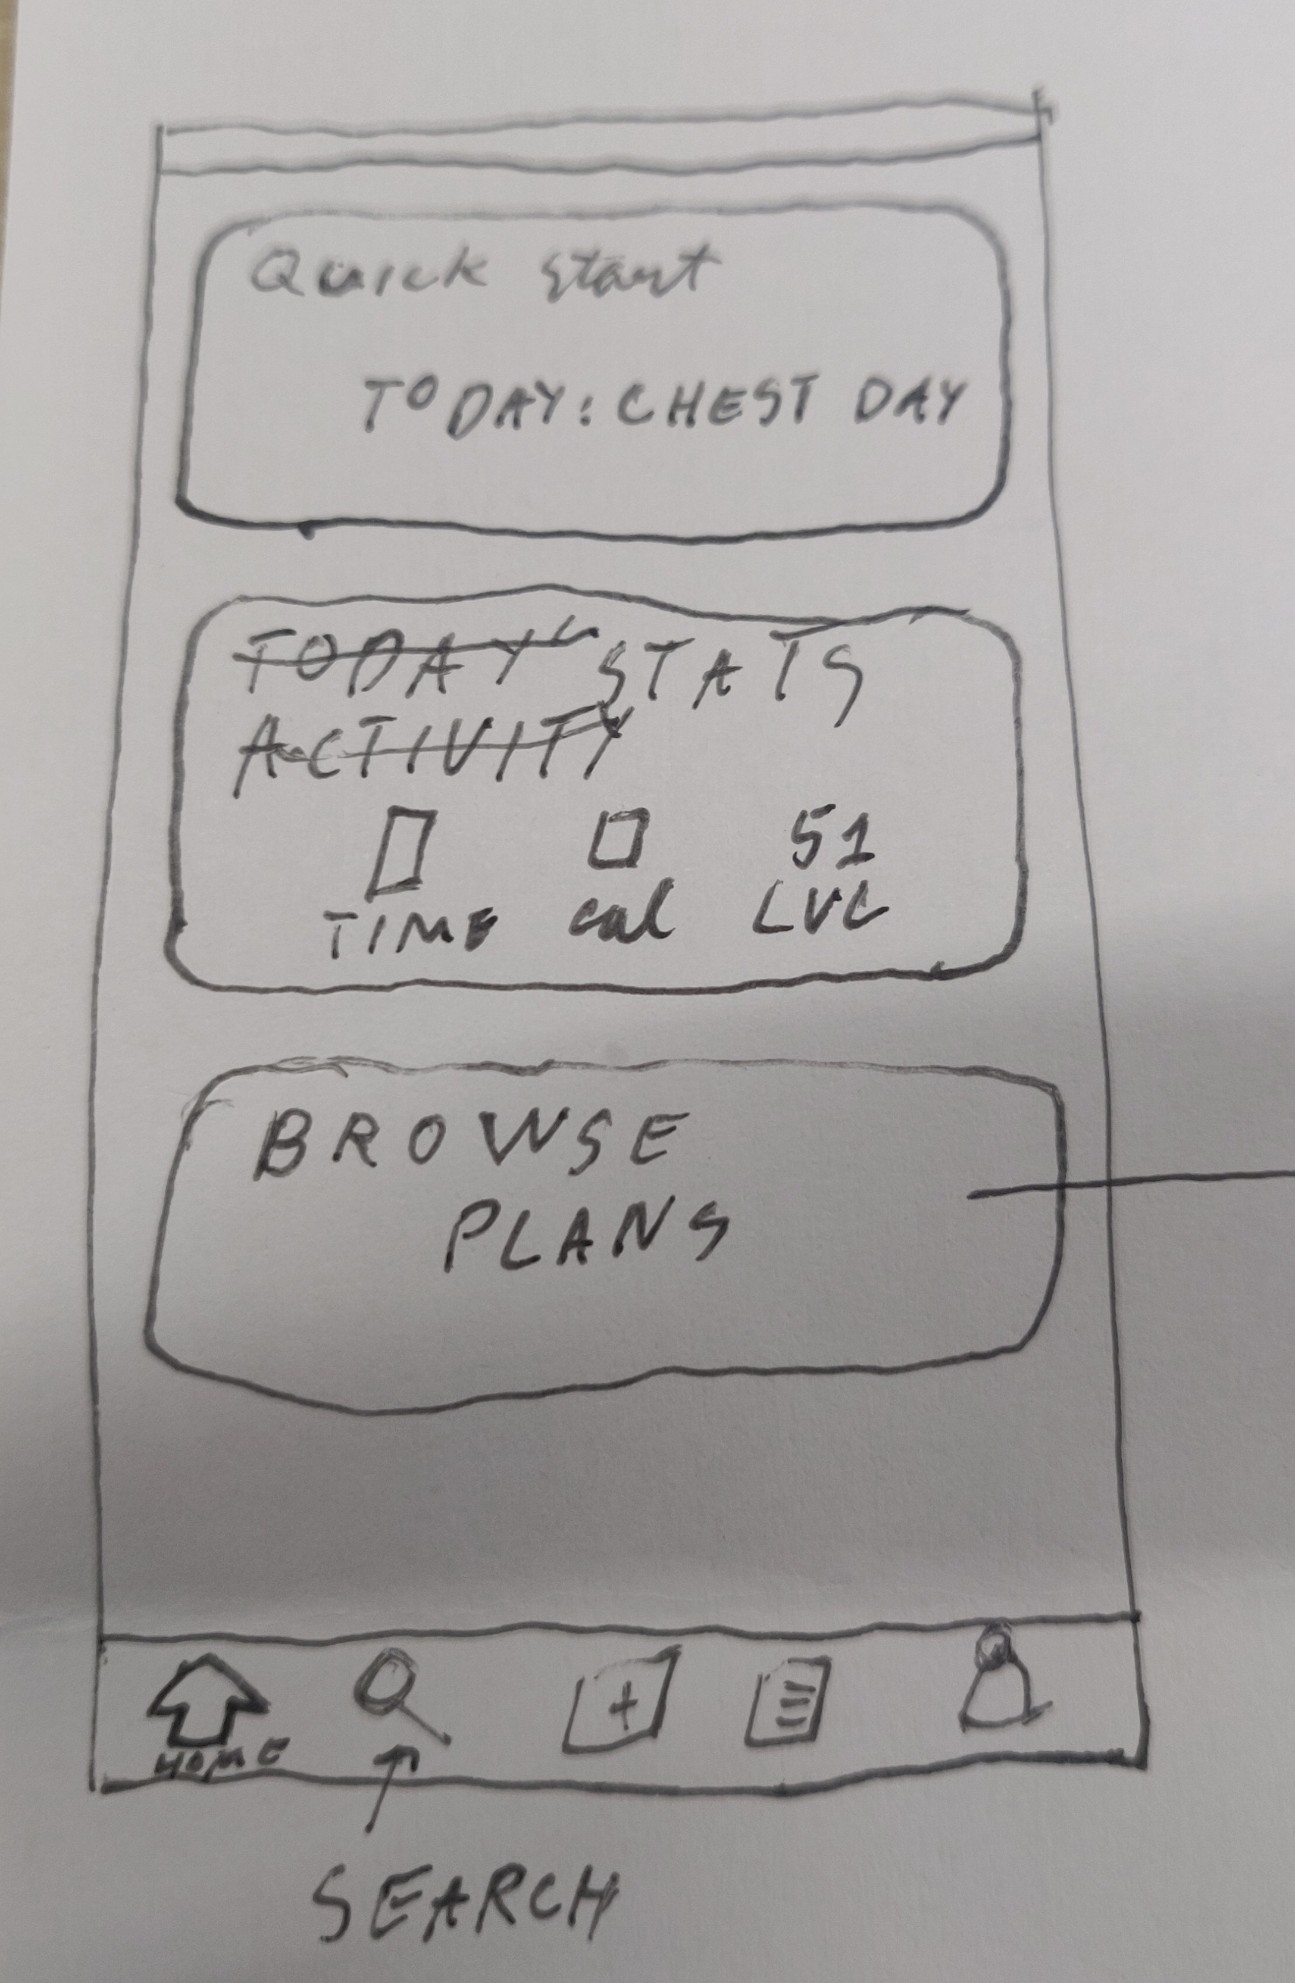 Quick start
TODAY: CHEST DAY
TODAY'S STATS
ACTIVITY
51
TIME cal LVL
BROWSE
PLANS
+
HOME
SEARCH